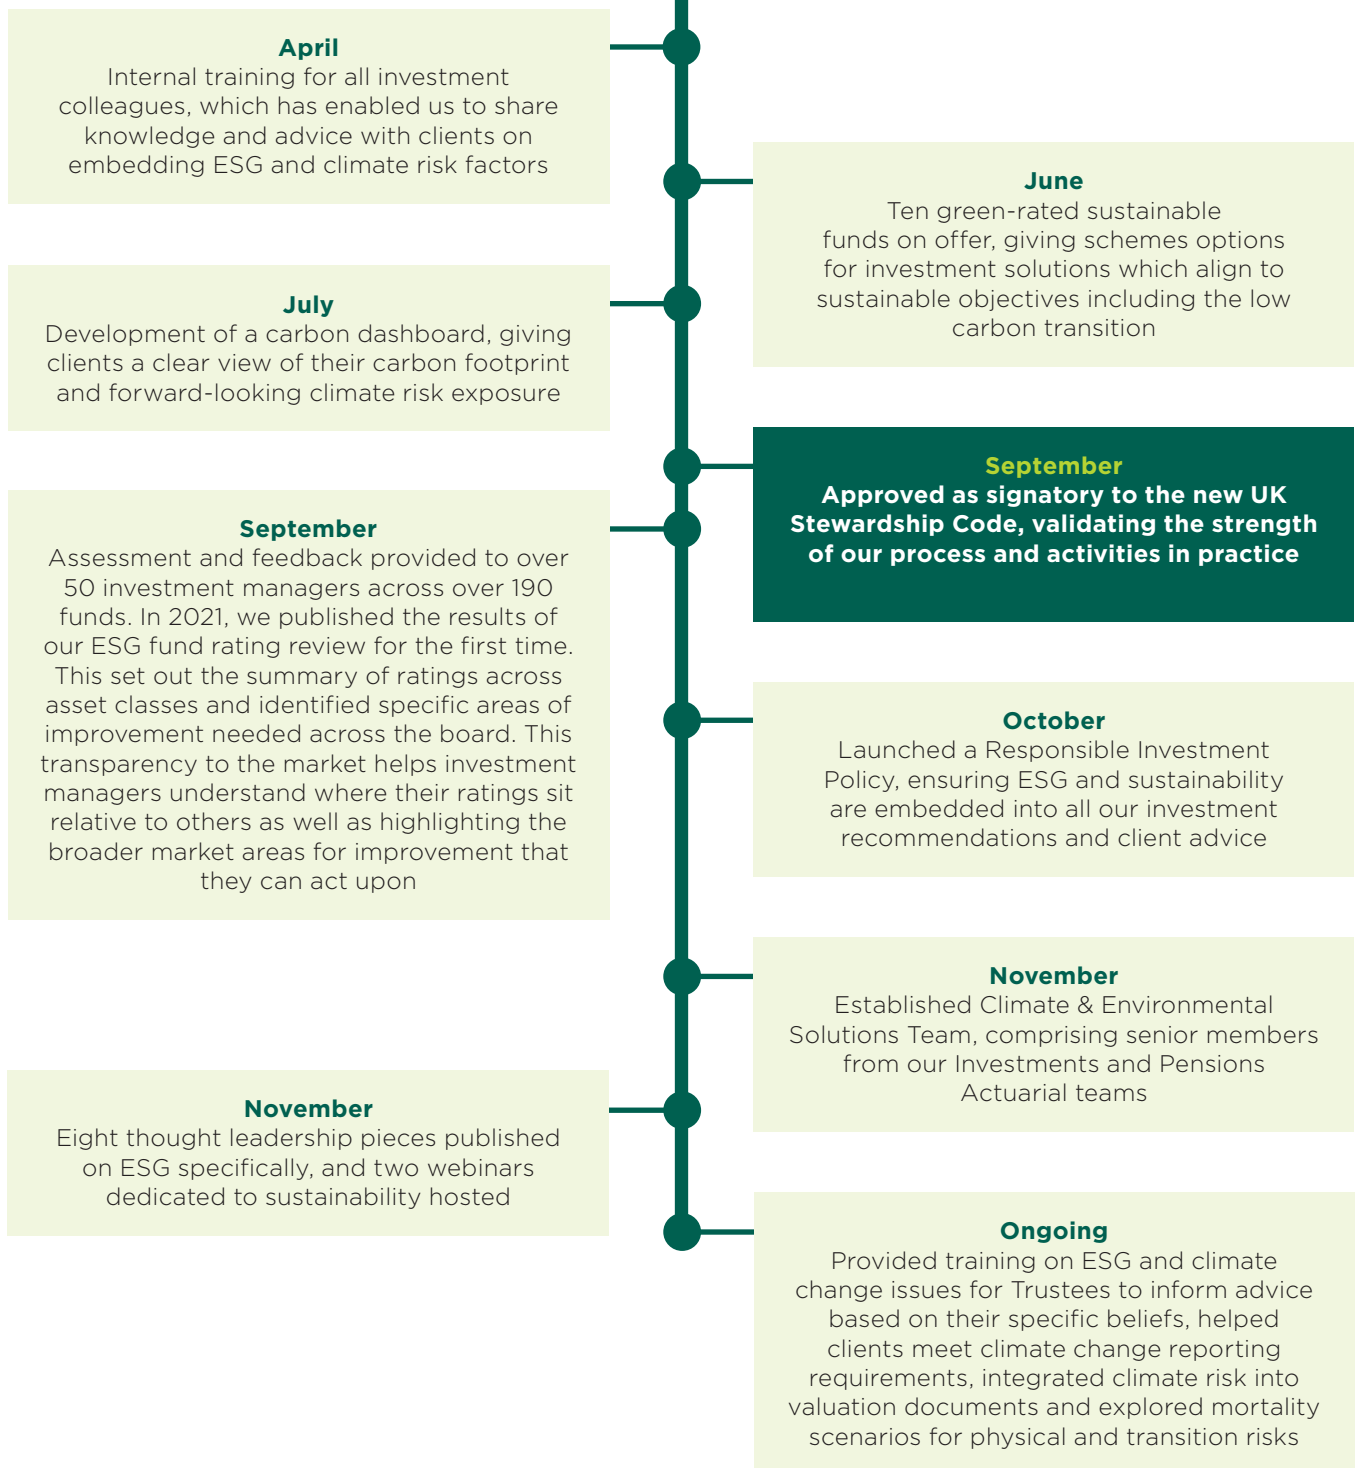 April
Internal training for all investment
colleagues, which has enabled us to share
knowledge and advice with clients on
embedding ESG and climate risk factors
June
Ten green-rated sustainable
funds on offer, giving schemes options
for investment solutions which align to
sustainable objectives including the low
carbon transition
July
Development of a carbon dashboard, giving
clients a clear view of their carbon footprint
and forward-looking climate risk exposure
September
Approved as signatory to the new UK
Stewardship Code, validating the strength
of our process and activities in practice
September
Assessment and feedback provided to over
50 investment managers across over 190
funds. In 2021, we published the results of
our ESG fund rating review for the first time.
This set out the summary of ratings across
asset classes and identified specific areas of
improvement needed across the board. This
transparency to the market helps investment
managers understand where their ratings sit
relative to others as well as highlighting the
broader market areas for improvement that
they can act upon
October
Launched a Responsible Investment
Policy, ensuring ESG and sustainability
are embedded into all our investment
recommendations and client advice
November
Established Climate & Environmental
Solutions Team, comprising senior members
from our Investments and Pensions
Actuarial teams
November
Eight thought leadership pieces published
on ESG specifically, and two webinars
dedicated to sustainability hosted
Ongoing
Provided training on ESG and climate
change issues for Trustees to inform advice
based on their specific beliefs, helped
clients meet climate change reporting
requirements, integrated climate risk into
valuation documents and explored mortality
scenarios for physical and transition risks